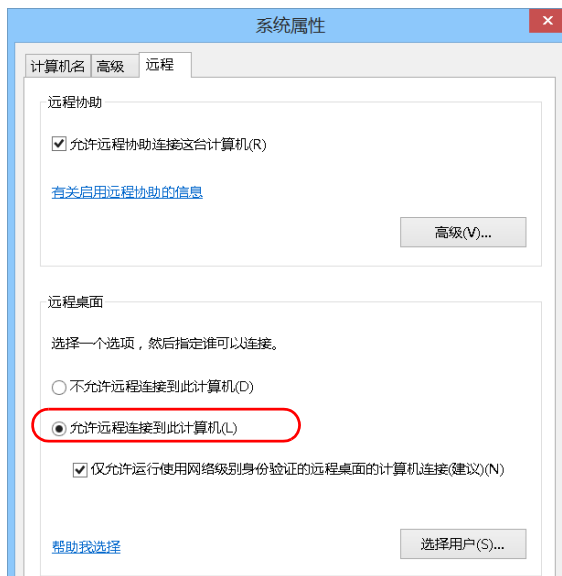 系统属性
计算机名 高级 远程
远程协助
允许远程协助连接这台计算机(R)
有关启用远程协助的信息
高级(V)...
远程桌面
选择一个选项，然后指定谁可以连接。
不允许远程连接到此计算机(D)
允许远程连接到此计算机(L)
仅允许运行使用网络级别身份验证的远程桌面的计算机连接(建议)(N)
帮助我选择
选择用户(S)...